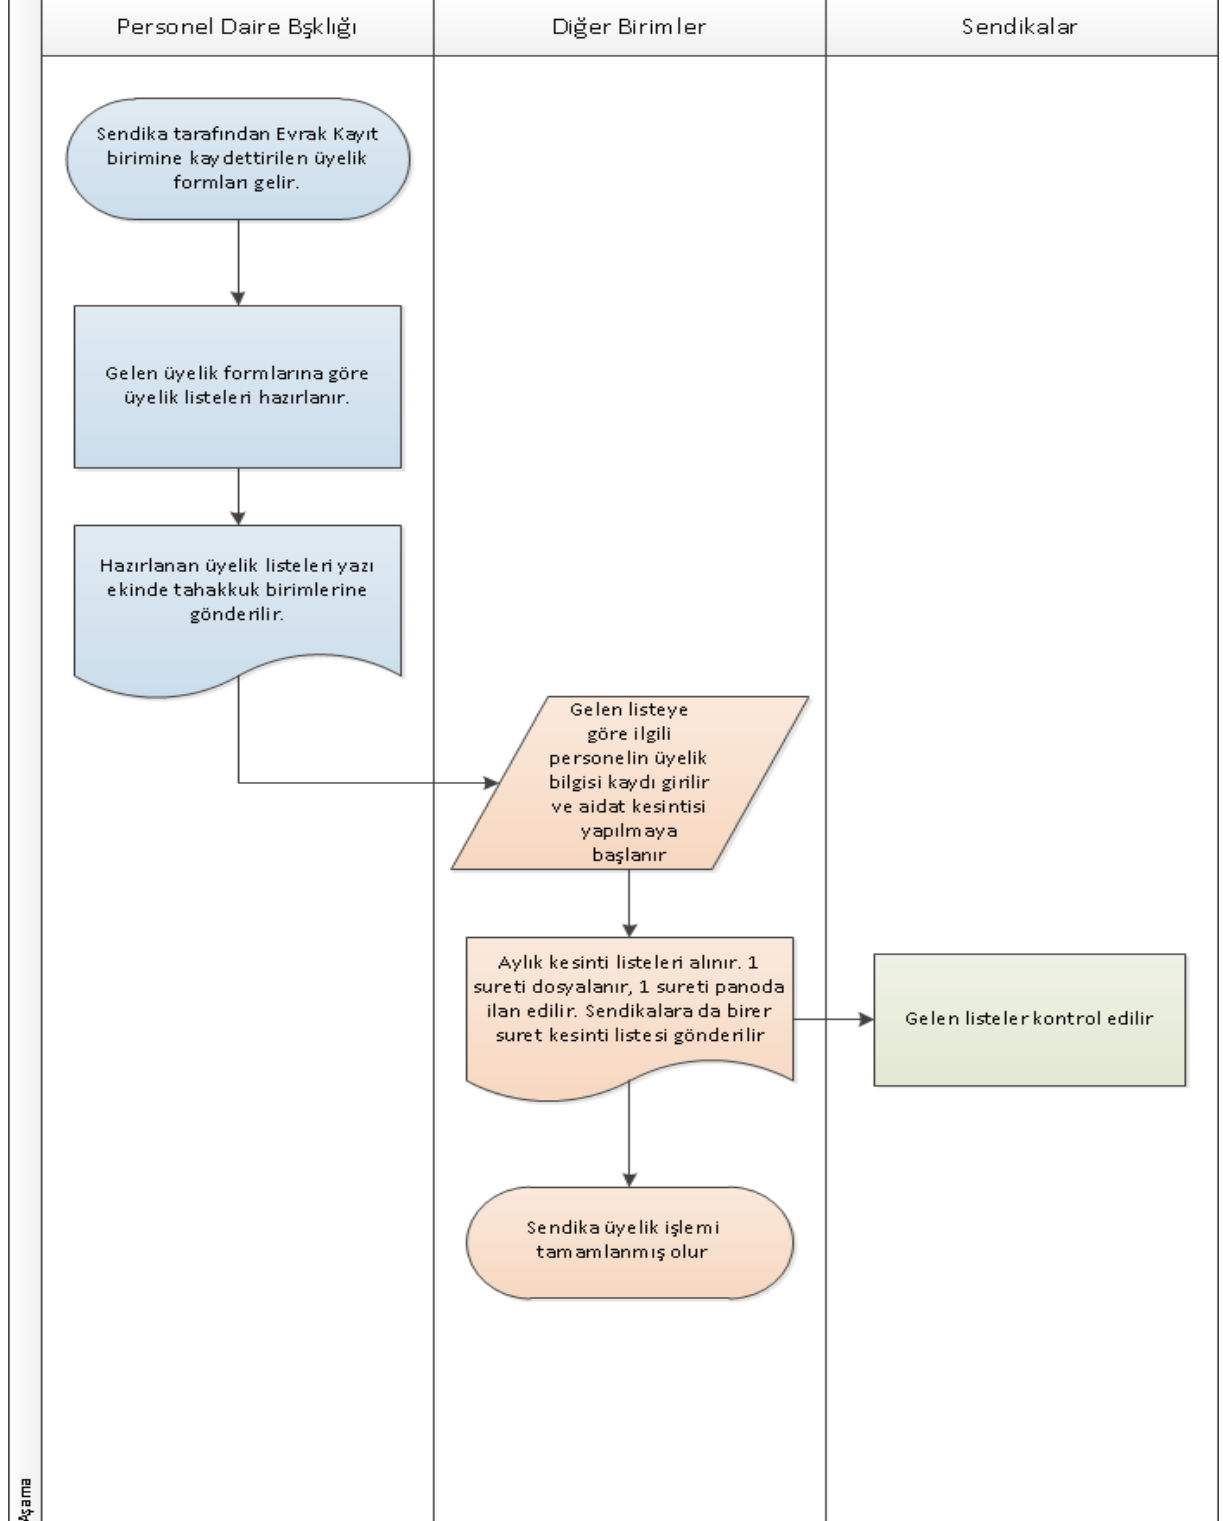 Personel Daire Bşklığı
Diğer Birimler
Sendikalar
Sendika tarafından Evrak Kayıt
birimine kaydettirilen üyelik
formları gelir.
Gelen üyelik formlarına göre
üyelik listeleri hazırlanır.
Hazırlanan üyelik listeleri yazı
ekinde tahakkuk birimlerine
gönderilir.
Gelen listeye
göre ilgili
personelin üyelik
bilgisi kaydı girilir
ve aidat kesintisi
yapılmaya
başlanır
Aylık kesinti listeleri alınır. 1
sureti dosyalanır, 1 sureti panoda
ilan edilir. Sendikalara da birer
suret kesinti listesi gönderilir
Gelen listeler kontrol edilir
Sendika üyelik işlemi
tamamlanmış olur
Aşama